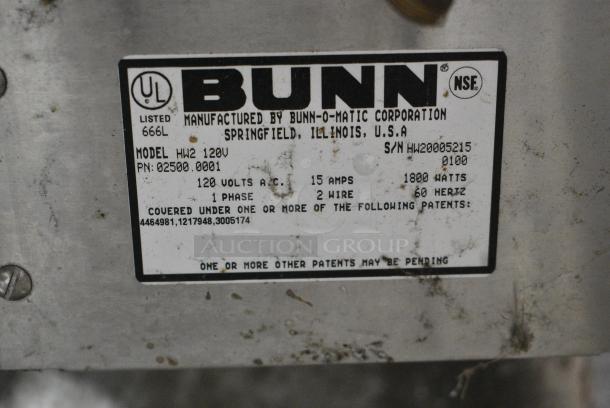 UL BUNN® NSF
LISTED
666L
MANUFACTURED BY BUNN-O-MATIC CORPORATION
SPRINGFIELD, ILLINOIS, U.S.A
MODEL HW2 120V S/N HW20005215
PN: 02500.0001 0100
120 VOLTS A.C. 15 AMPS 1800 WATTS
1 PHASE 2 WIRE 60 HERTZ
COVERED UNDER ONE OR MORE OF THE FOLLOWING PATENTS:
4464981,1217948,3005174
AUCTION GROUP
ONE OR MORE OTHER PATENTS MAY BE PENDING